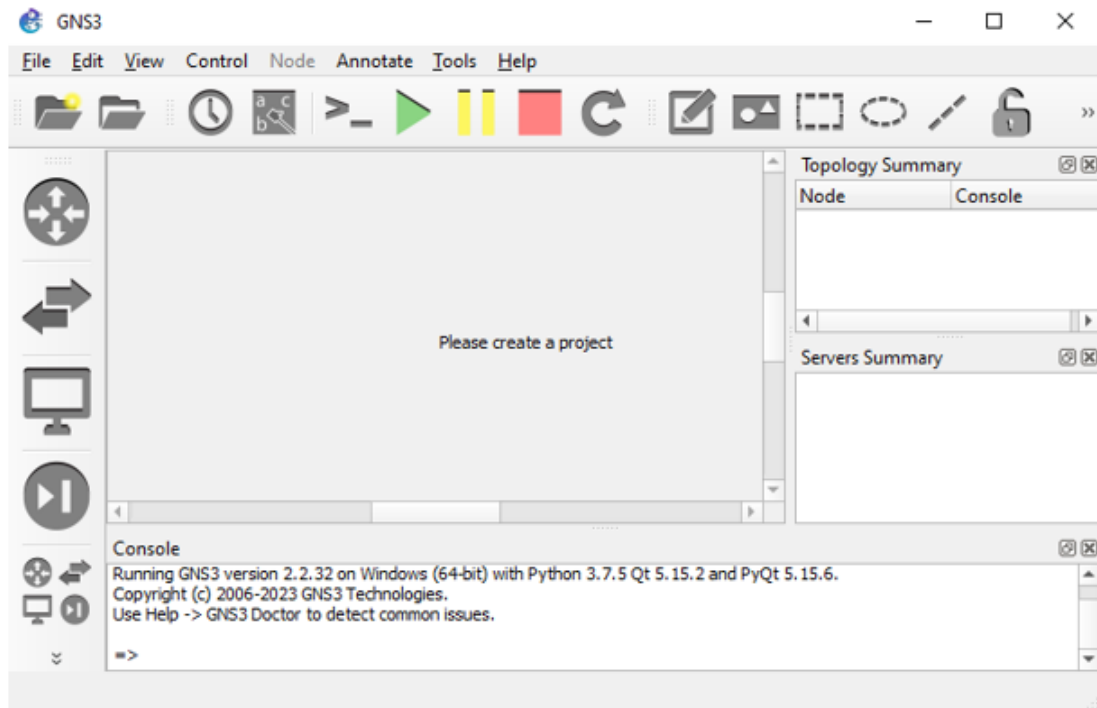 GNS3
File Edit View Control Node Annotate Tools Help
Topology Summary
Node Console
Please create a project
Servers Summary
Console
Running GNS3 version 2.2.32 on Windows (64-bit) with Python 3.7.5 Qt 5.15.2 and PyQt 5.15.6.
Copyright (c) 2006-2023 GNS3 Technologies.
Use Help -> GNS3 Doctor to detect common issues.
=>